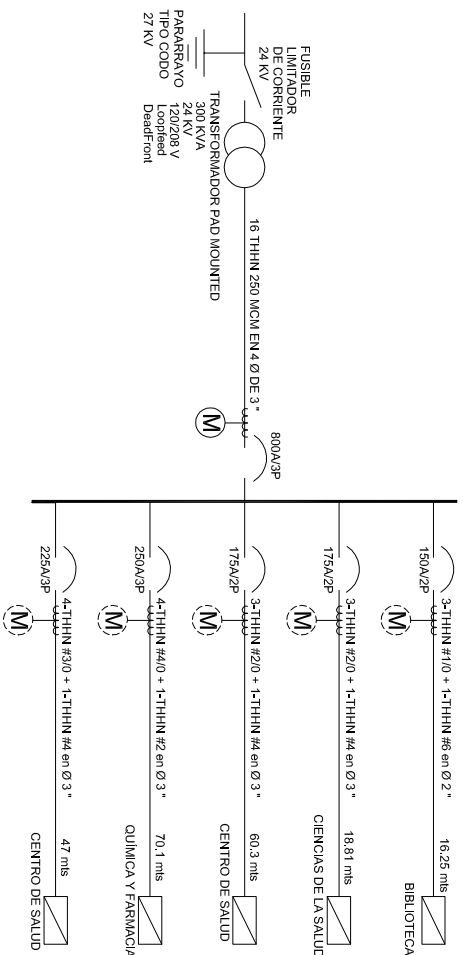 FUSIBLE
LIMITADOR
DE CORRIENTE
24 KV
PARARRAYO
TIPO CODO
27 KV
TRANSFORMADOR PAD MOUNTED
300 KVA
24 KV
120/208 V
Loopfeed
DeadFront
16 THHN 250 MCM EN 4 Ø DE 3 "
M
800A/3P
150A/2P
3-THHN #1/0 + 1-THHN #6 en Ø 2 "
M
16.25 mts
BIBLIOTECA
175A/2P
3-THHN #2/0 + 1-THHN #4 en Ø 3 "
M
18.81 mts
CIENCIAS DE LA SALUD
175A/2P
3-THHN #2/0 + 1-THHN #4 en Ø 3 "
M
60.3 mts
CENTRO DE SALUD
250A/3P
4-THHN #4/0 + 1-THHN #2 en Ø 3 "
M
70.1 mts
QUÍMICA Y FARMACIA
225A/3P
4-THHN #3/0 + 1-THHN #4 en Ø 3 "
M
47 mts
CENTRO DE SALUD